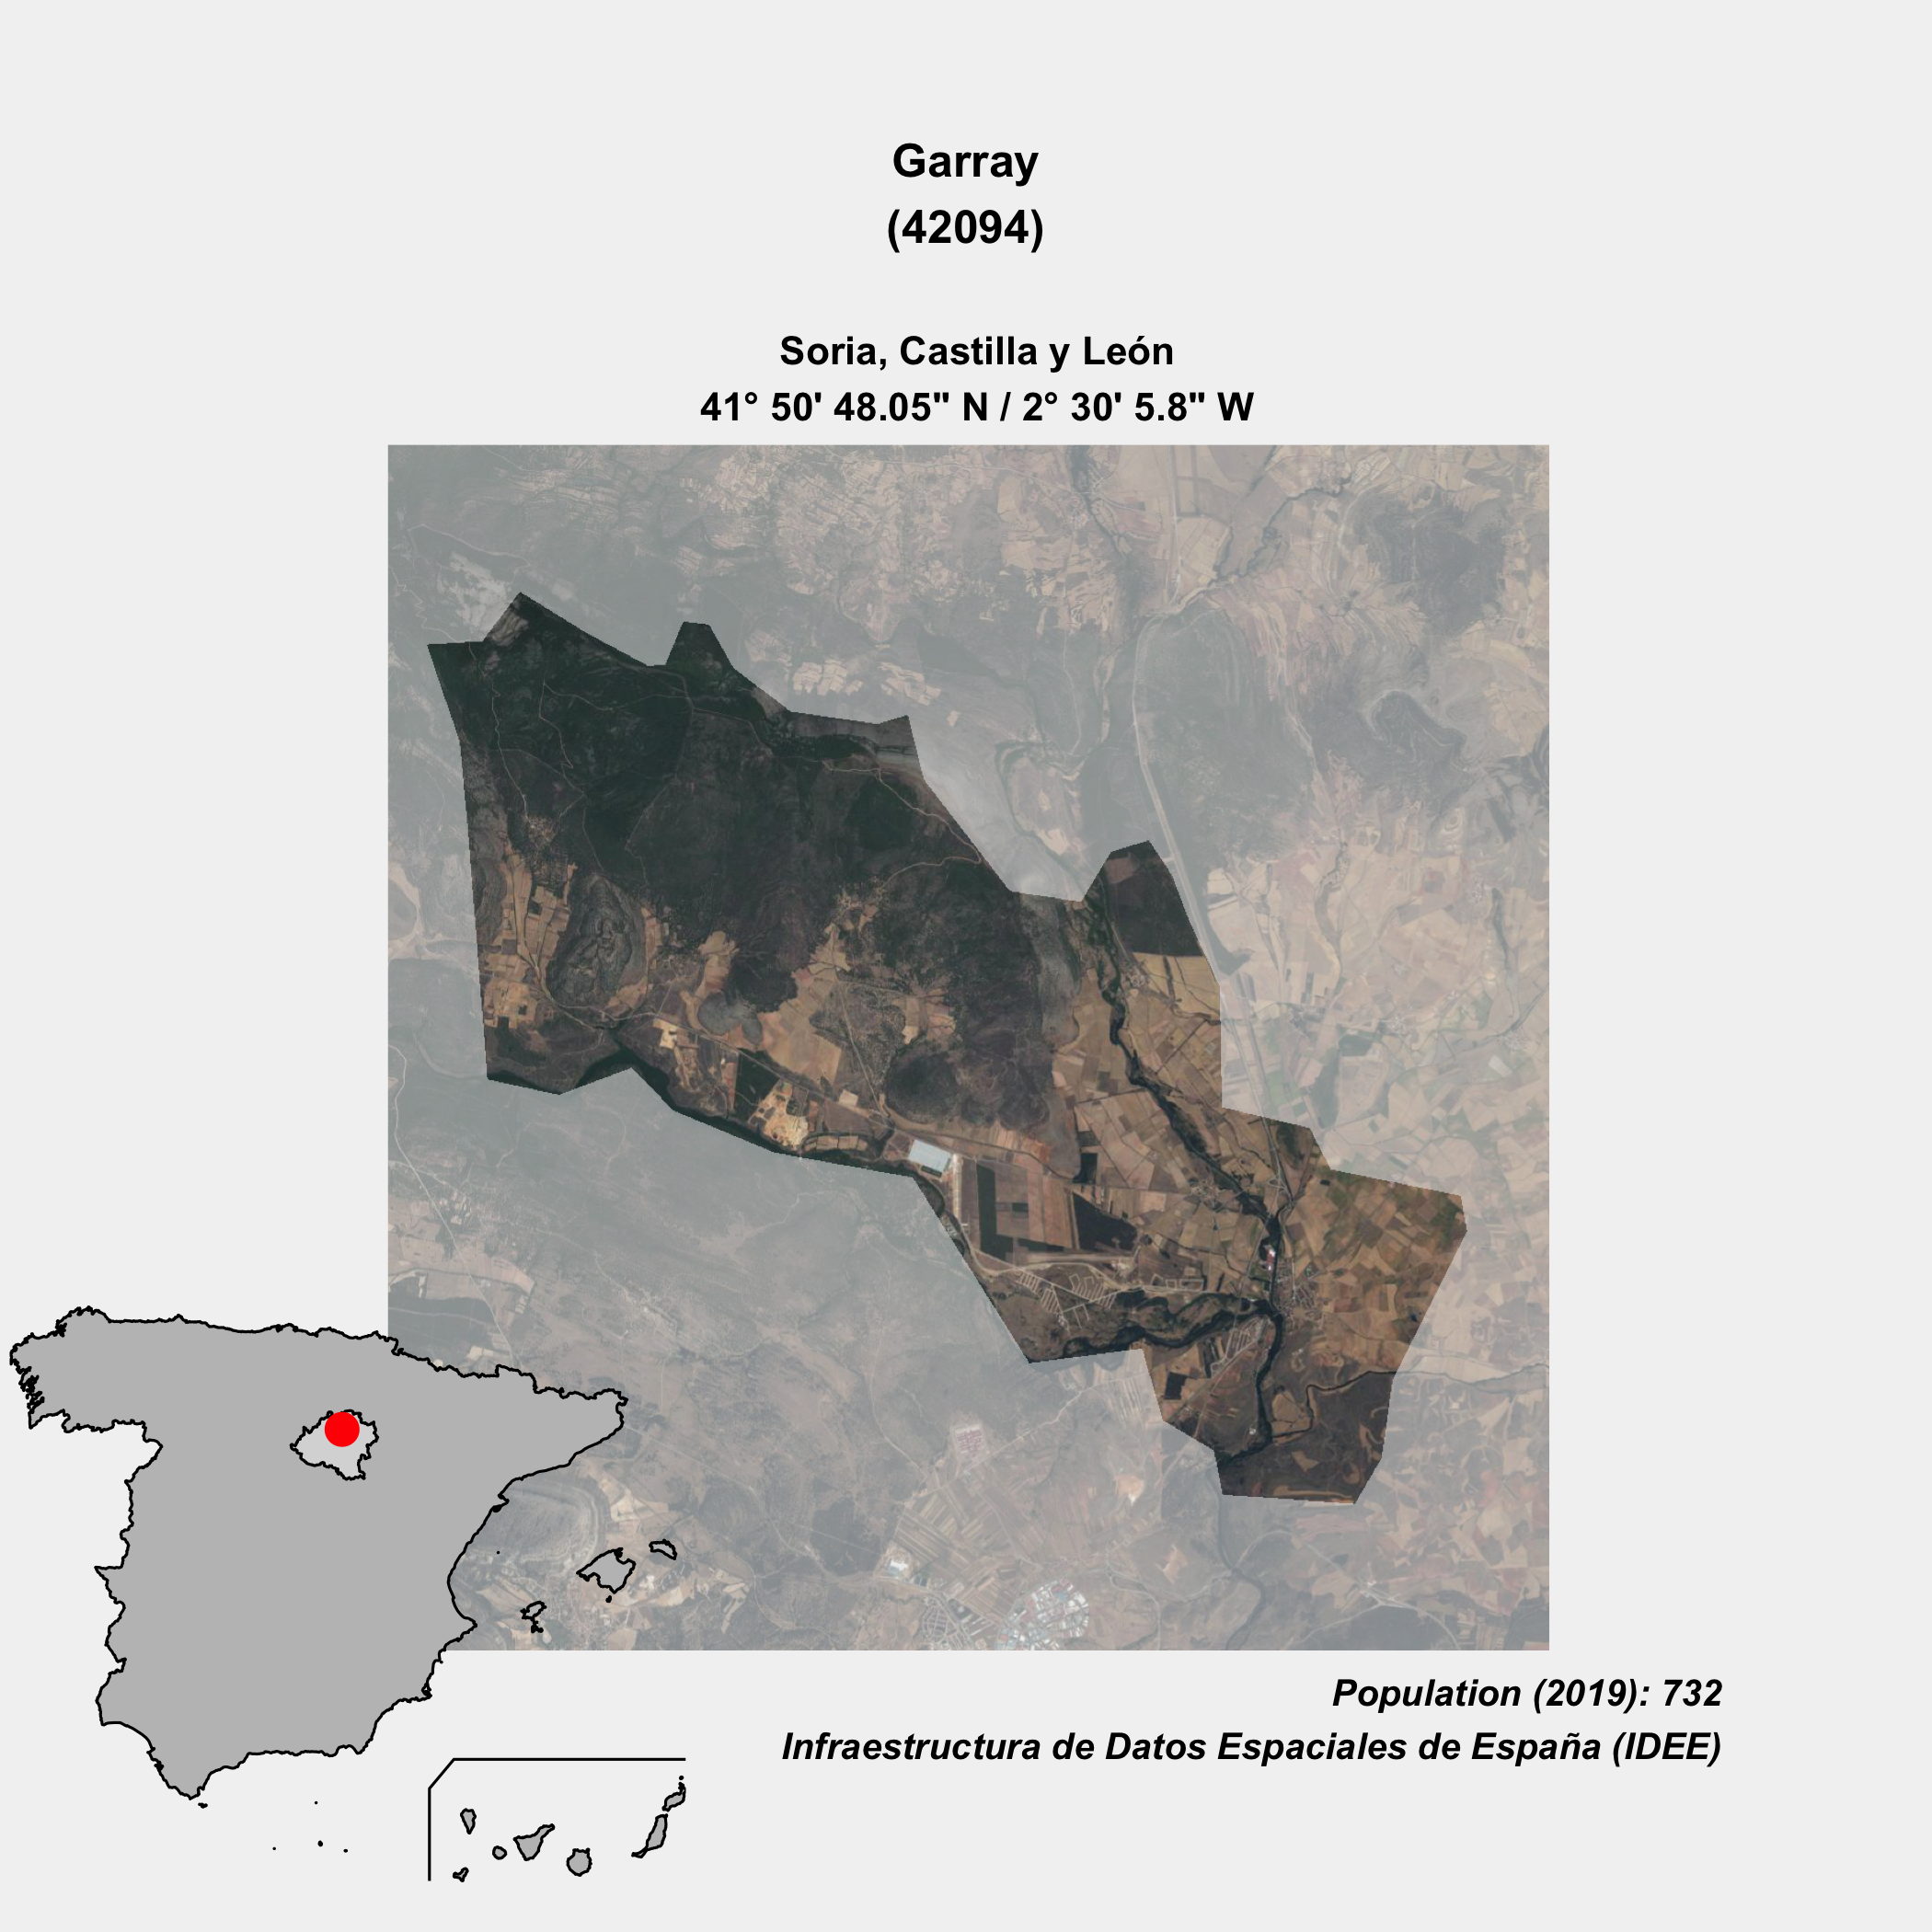 Garray
(42094)
Soria, Castilla y León
41° 50' 48.05" N / 2° 30' 5.8" W
Population (2019): 732
Infraestructura de Datos Espaciales de España (IDEE)